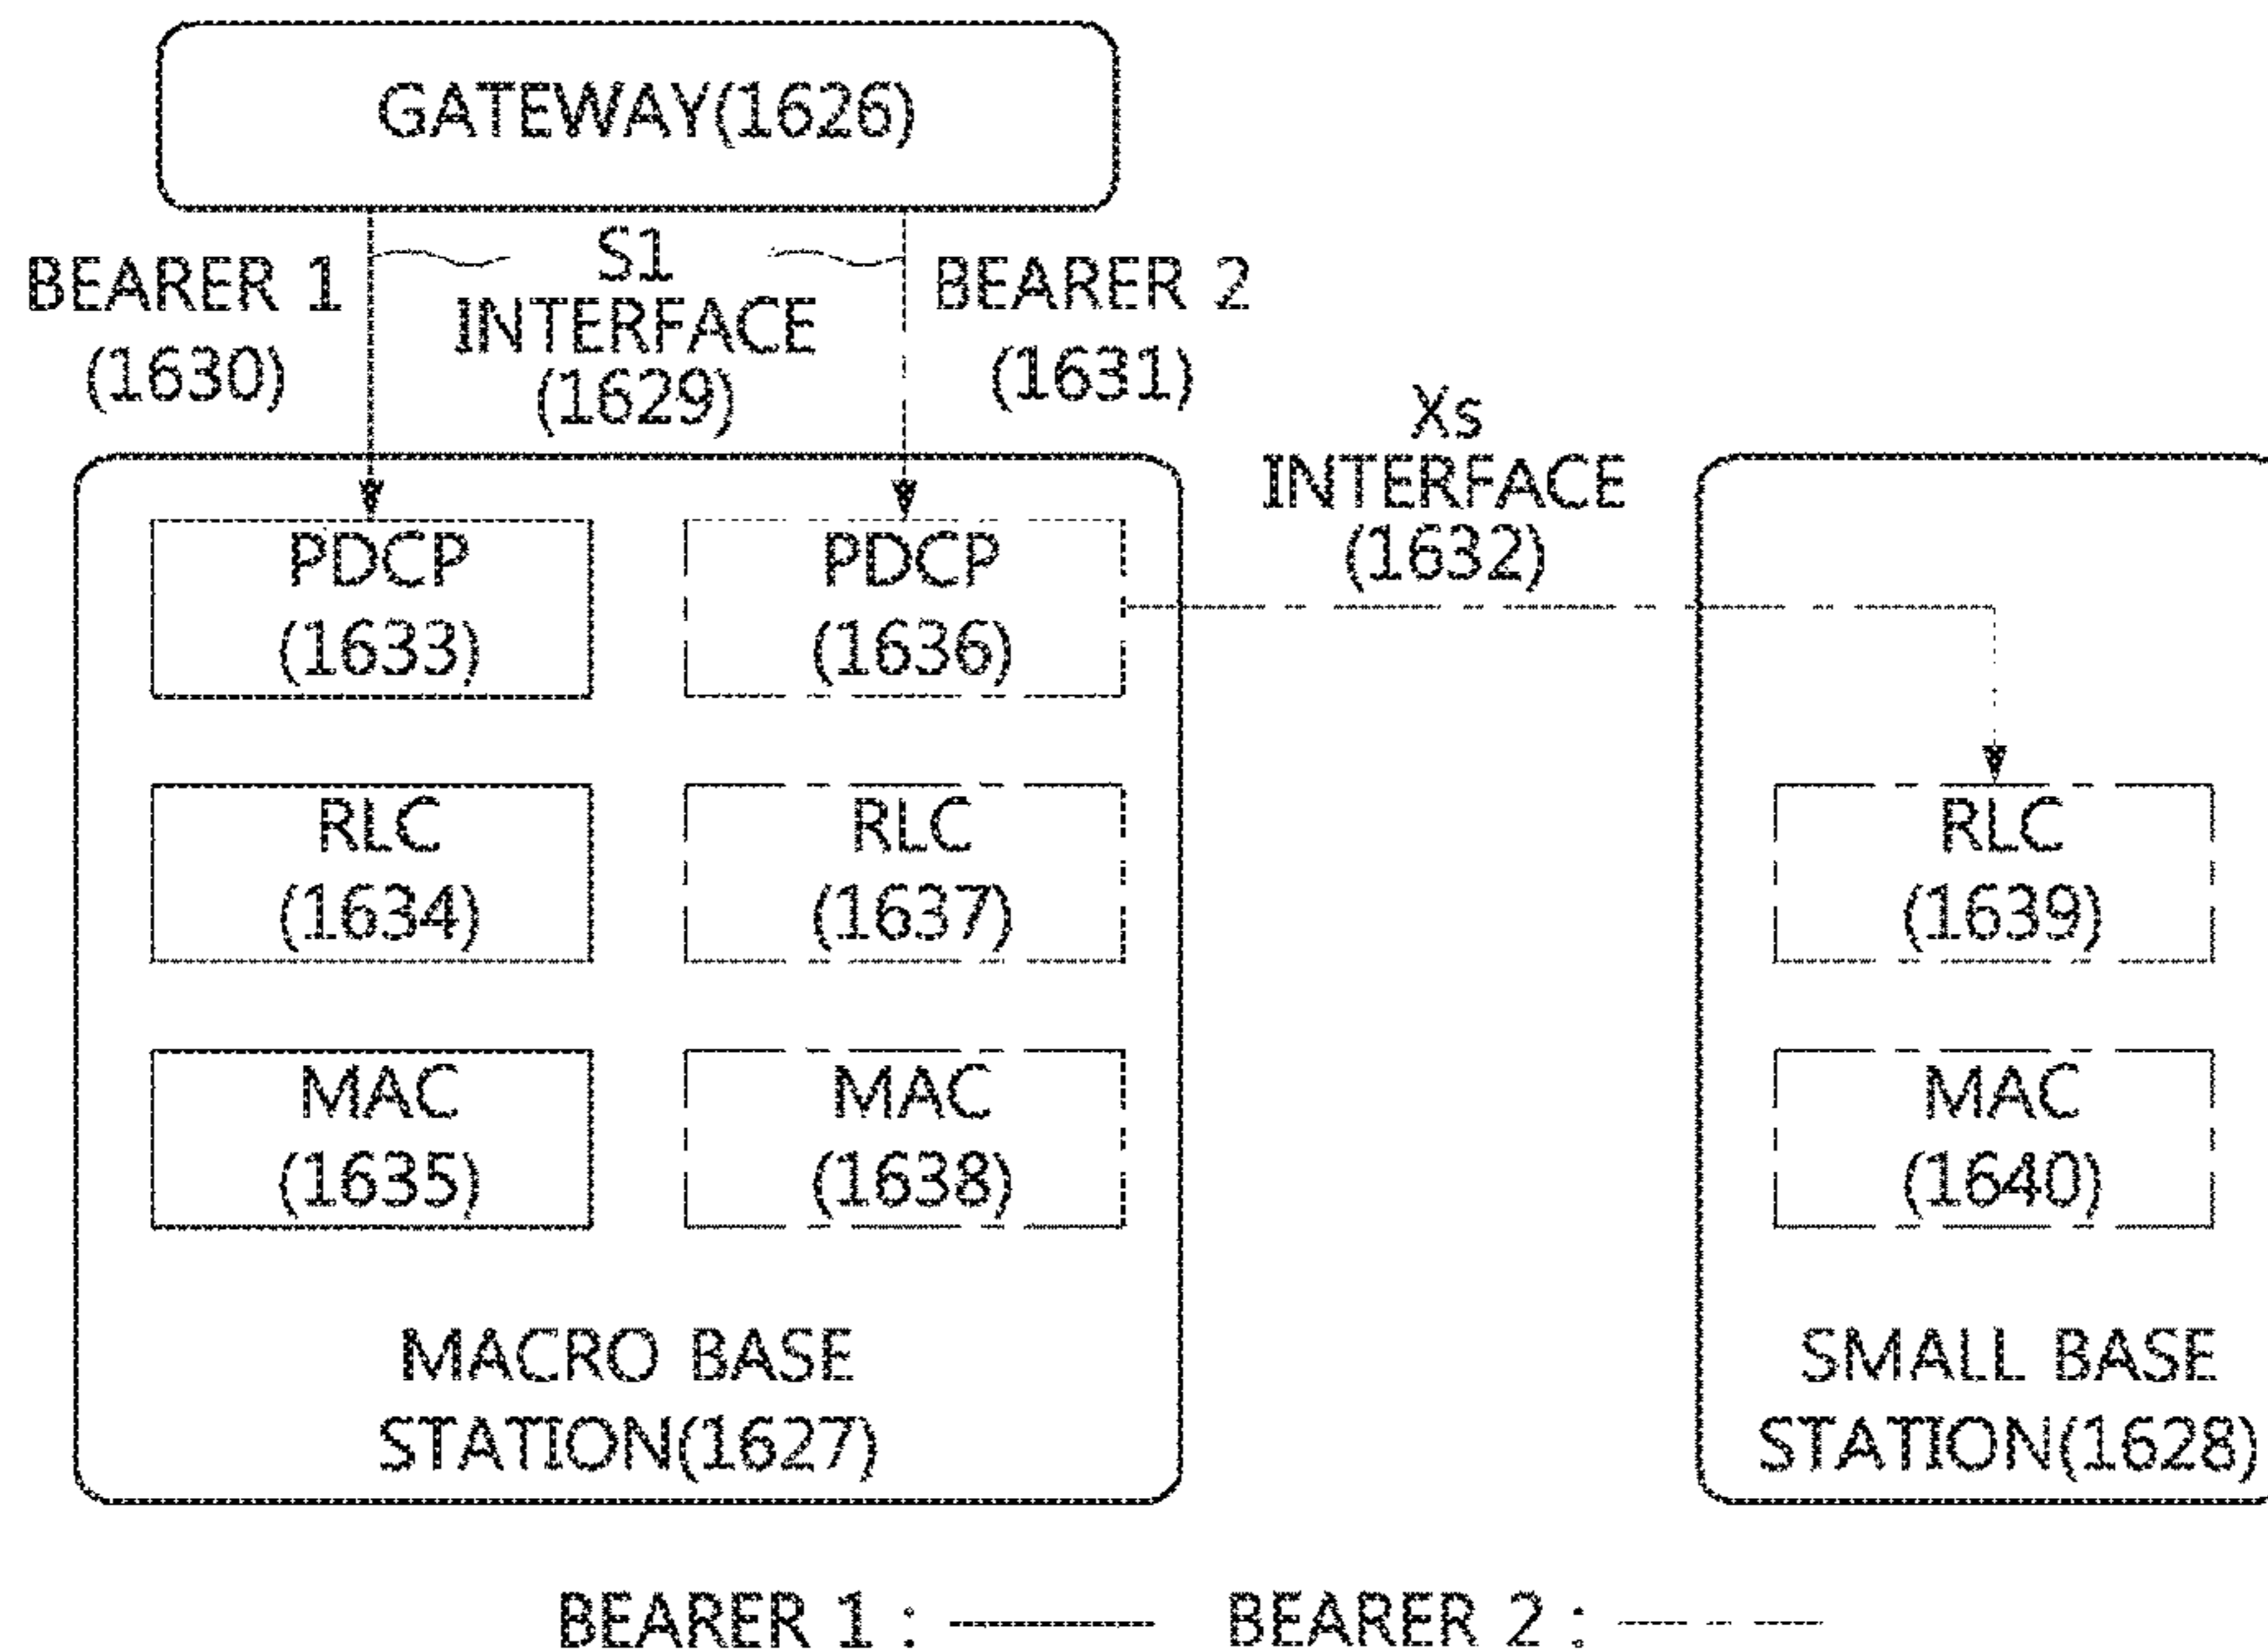 GATEWAY(1626)
BEARER 1
(1630)
S1
INTERFACE
(1629)
BEARER 2
(1631)
Xs
INTERFACE
(1632)
PDCP
(1633)
PDCP
(1636)
RLC
(1634)
RLC
(1637)
RLC
(1639)
MAC
(1635)
MAC
(1638)
MAC
(1640)
MACRO BASE
STATION(1627)
SMALL BASE
STATION(1628)
BEARER 1 :
BEARER 2 :